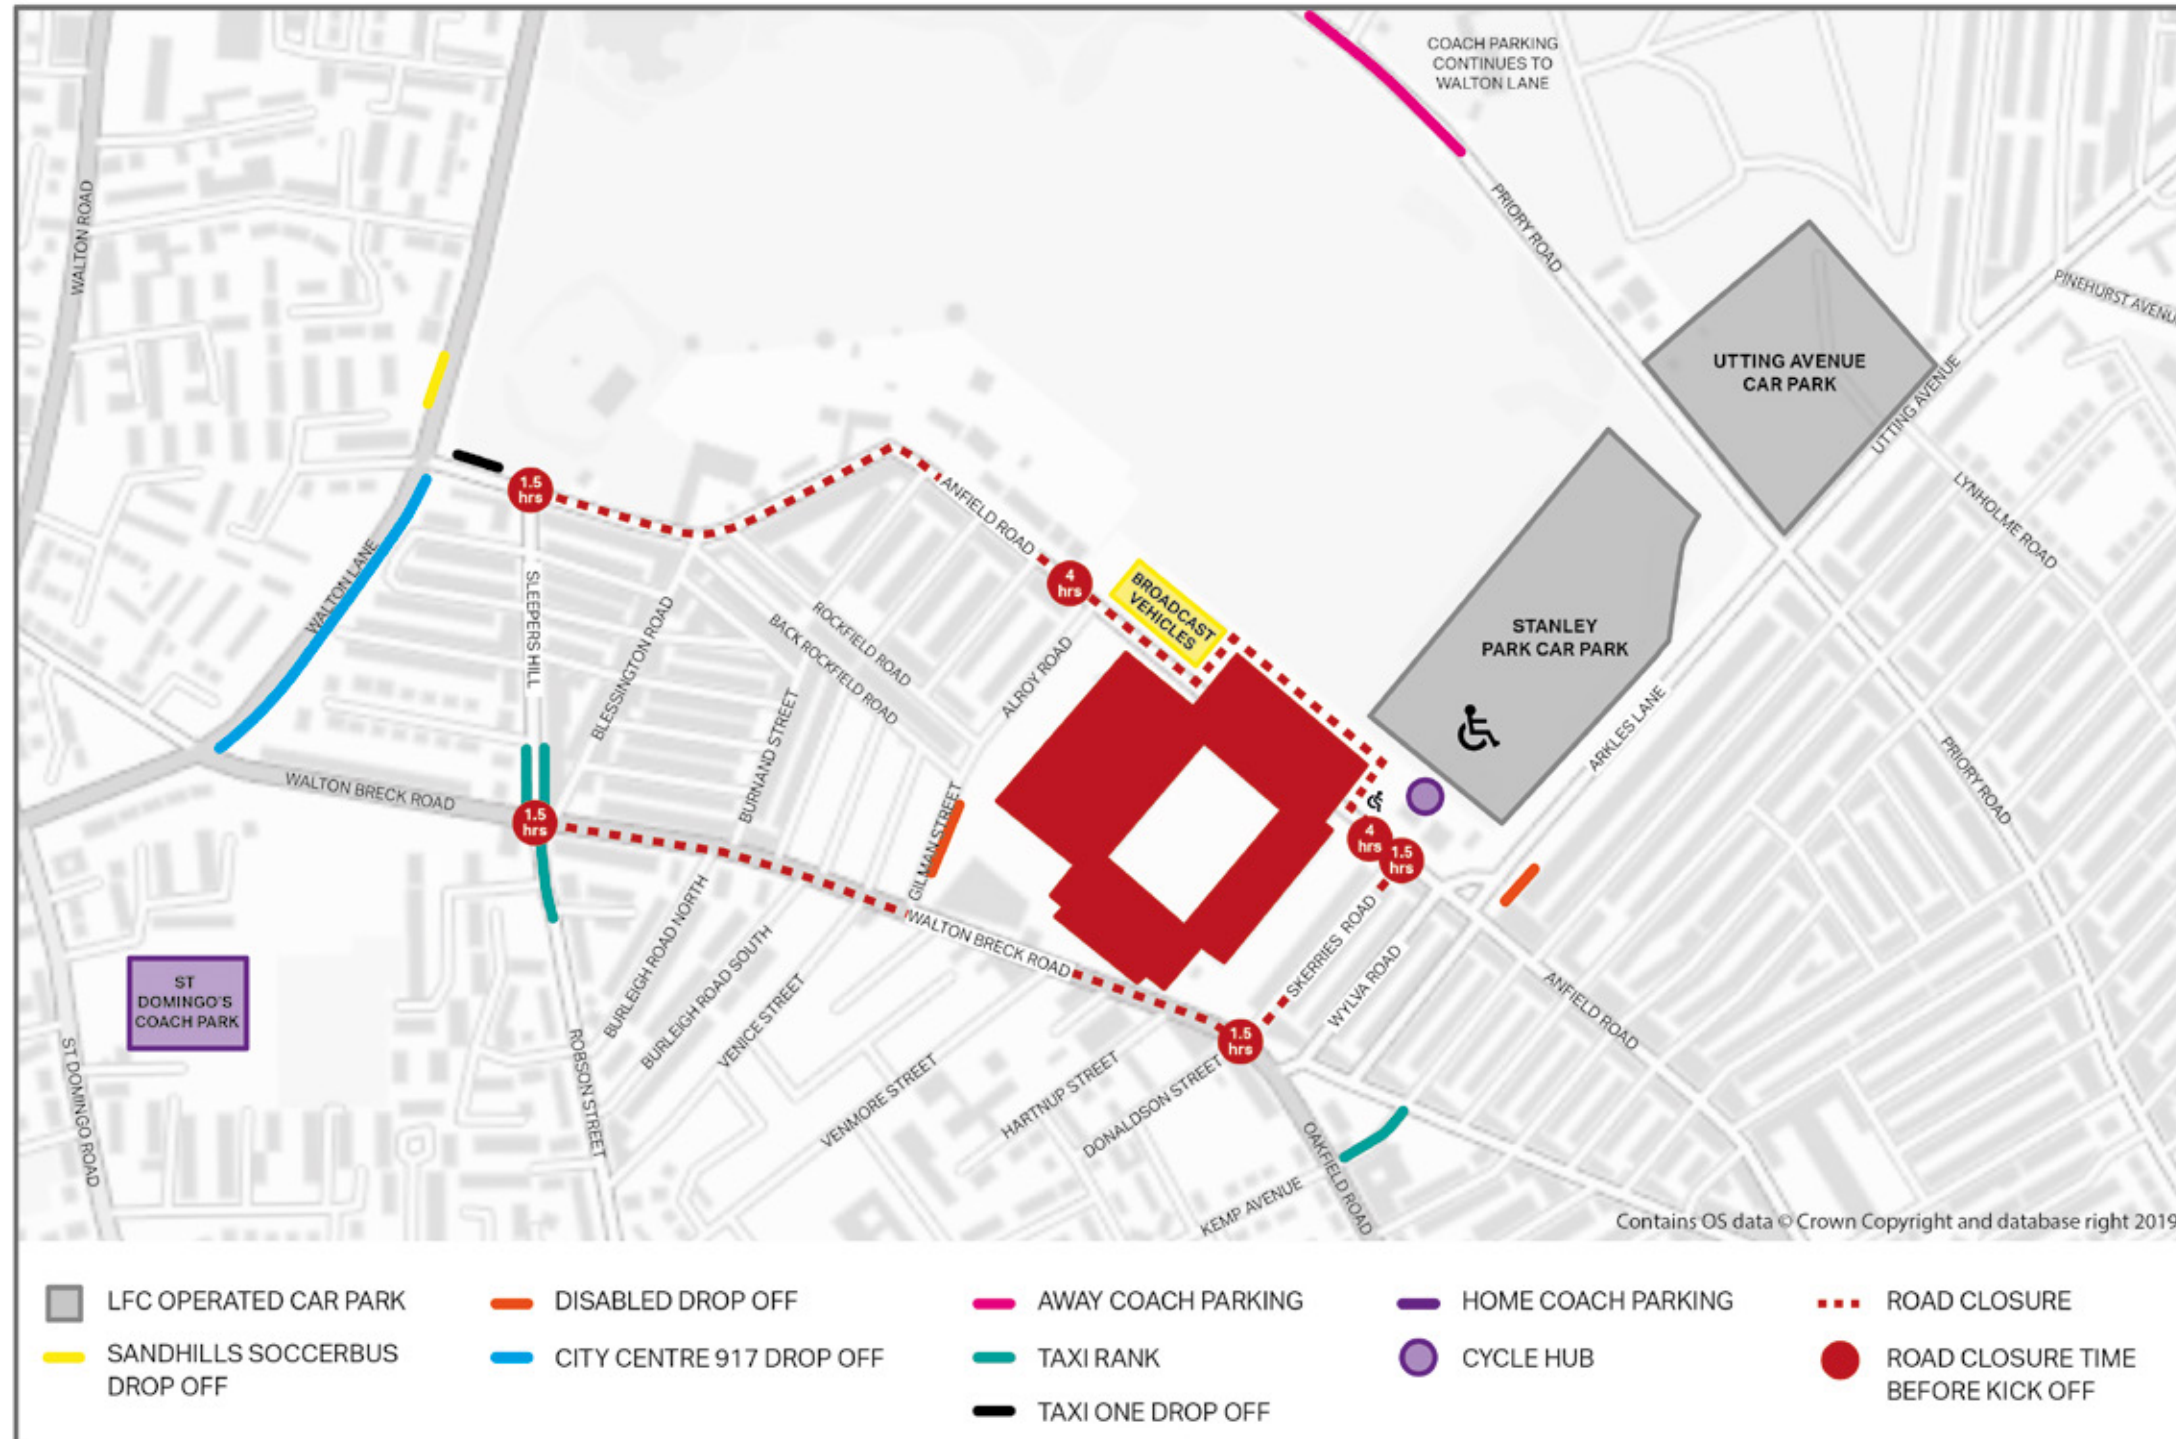 COACH PARKING
CONTINUES TO
WALTON LANE
WALTON ROAD
PRIORY ROAD
PINEHURST AVENU
UTTING AVENUE
CAR PARK
UTTING AVENUE
LYNHOLME ROAD
1.5
hrs
ANFIELD ROAD
4
hrs
BROADCAST
VEHICLES
WALTON LANE
SLEEPERS HILL
BLESSINGTON ROAD
ROCKFIELD ROAD
BACK ROCKFIELD ROAD
ALROY ROAD
STANLEY
PARK CAR PARK
ARKLES LANE
PRIORY ROAD
BURNAND STREET
GILMAN STREET
WALTON BRECK ROAD
1.5
hrs
4
hrs
1.5
hrs
WALTON BRECK ROAD
SKERRIES ROAD
WYLVA ROAD
ANFIELD ROAD
BURLEIGH ROAD NORTH
BURLEIGH ROAD SOUTH
VENICE STREET
ST
DOMINGO'S
COACH PARK
ST DOMINGO ROAD
ROBSON STREET
1.5
hrs
VENMORE STREET
HARTNUP STREET
DONALDSON STREET
OAKFIELD ROAD
KEMP AVENUE
Contains OS data © Crown Copyright and database right 2019
LFC OPERATED CAR PARK
SANDHILLS SOCCERBUS
DROP OFF
DISABLED DROP OFF
CITY CENTRE 917 DROP OFF
AWAY COACH PARKING
TAXI RANK
TAXI ONE DROP OFF
HOME COACH PARKING
CYCLE HUB
ROAD CLOSURE
ROAD CLOSURE TIME
BEFORE KICK OFF